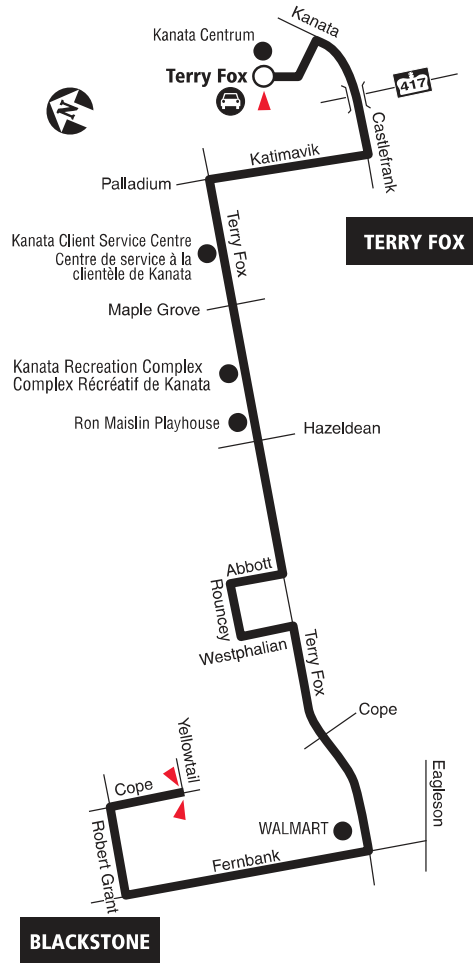 Kanata
Kanata Centrum
Terry Fox
417
N
Castlefrank
Katimavik
Palladium
TERRY FOX
Terry Fox
Kanata Client Service Centre
Centre de service à la
clientèle de Kanata
Maple Grove
Kanata Recreation Complex
Complex Récréatif de Kanata
Ron Maislin Playhouse
Hazeldean
Abbott
Rouncey
Westphalian
Terry Fox
Cope
Yellowtail
Cope
Eagleson
WALMART
Robert Grant
Fernbank
BLACKSTONE